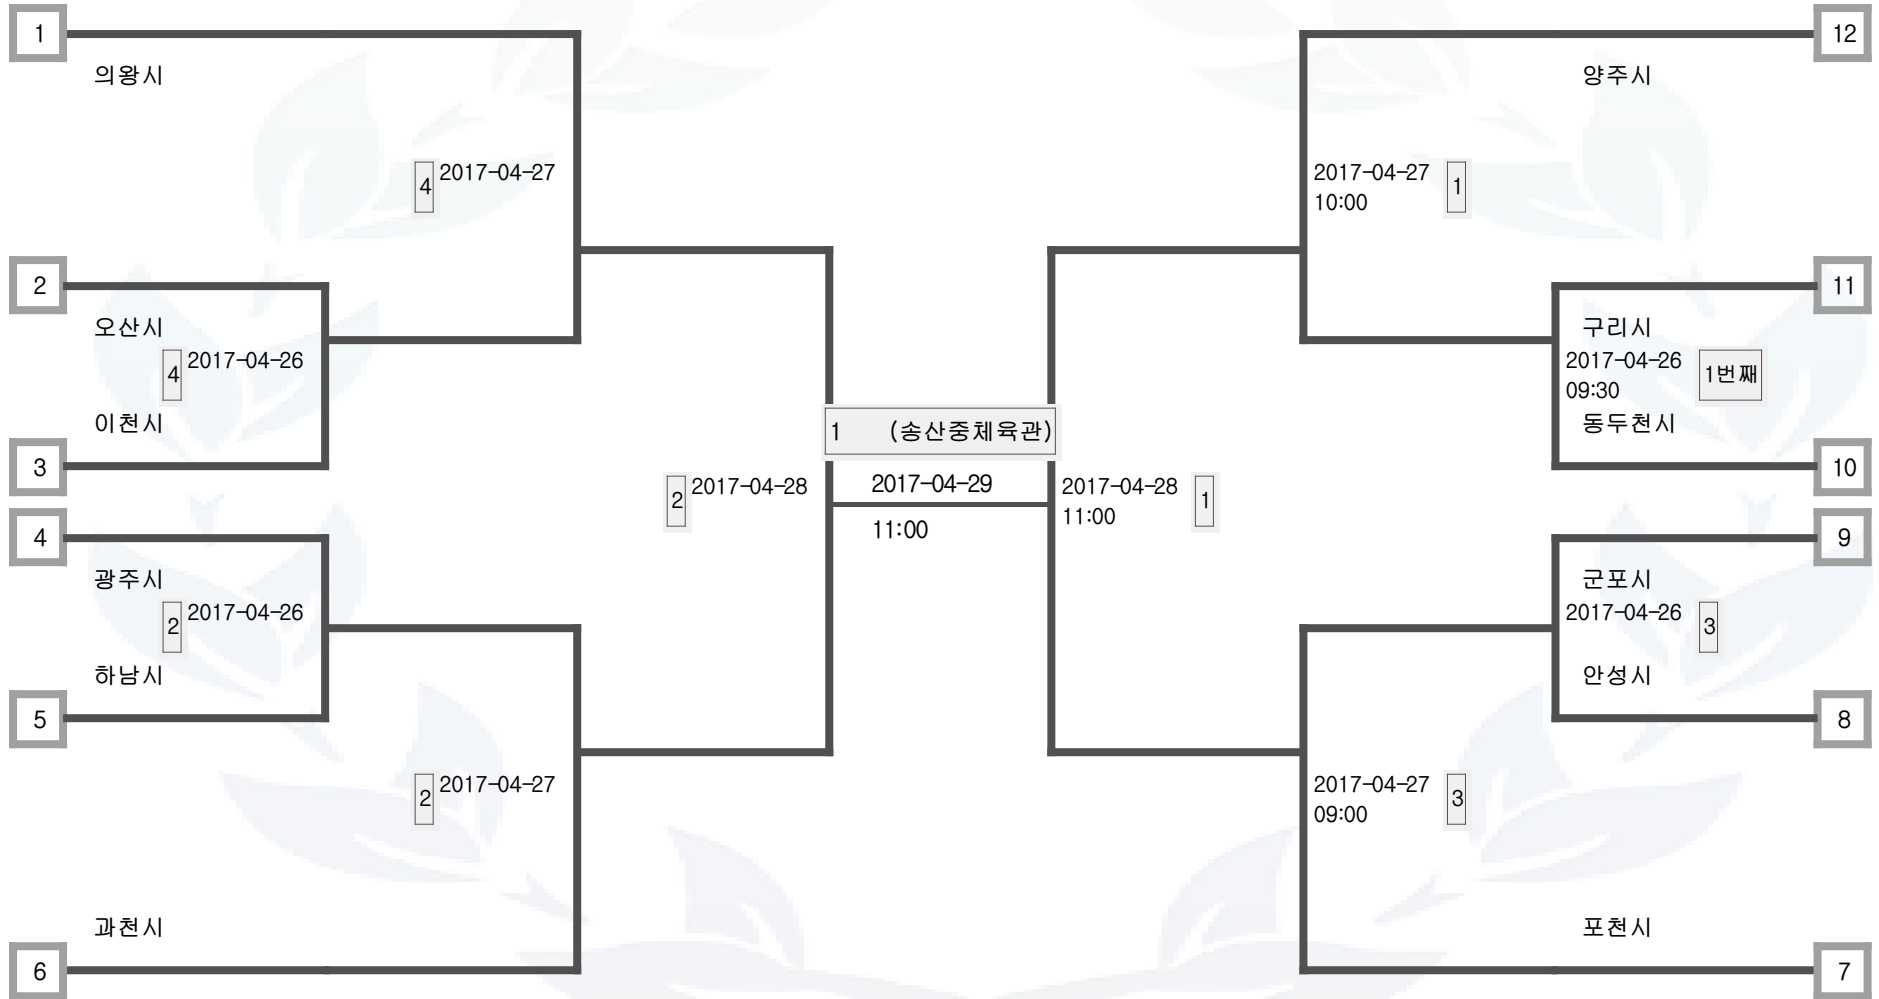 1
의왕시
4 2017-04-27
2
오산시
4 2017-04-26
이천시
3
4
광주시
2 2017-04-26
하남시
5
2 2017-04-27
과천시
6
2 2017-04-28
1 (송산중체육관)
2017-04-29
11:00
2017-04-28 1
11:00
12
양주시
2017-04-27 1
10:00
11
구리시
2017-04-26 1번째
09:30
동두천시
10
9
군포시
2017-04-26 3
안성시
8
2017-04-27 3
09:00
포천시
7